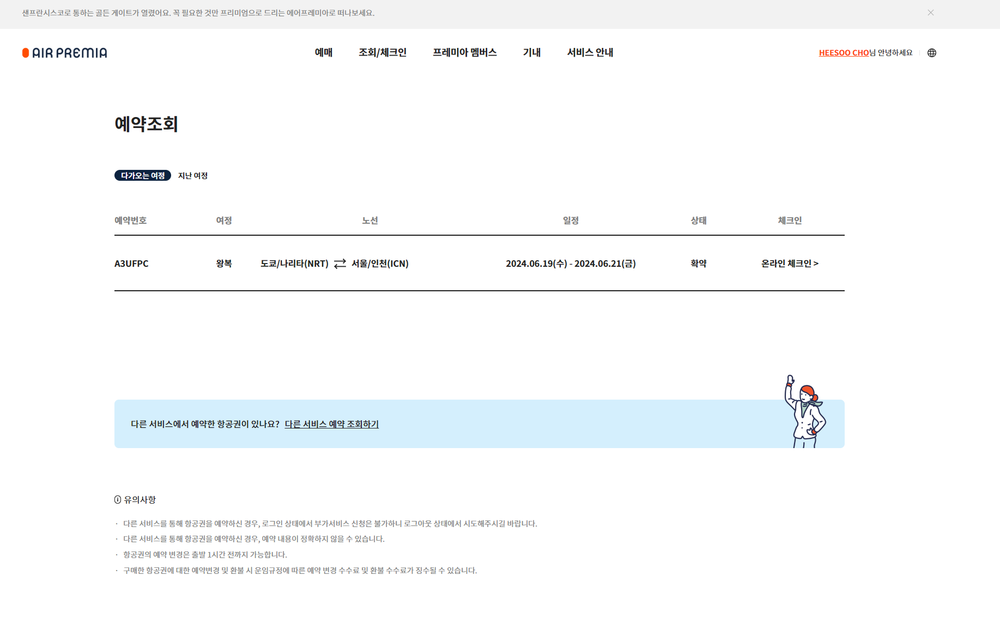 샌프란시스코로 통하는 골든 게이트가 열렸어요. 꼭 필요한 것만 프리미엄으로 드리는 에어프레미아로 떠나보세요.
AIR PREMIA
예매 조회/체크인 프레미아 멤버스 기내 서비스 안내
HEESOO CHO님 안녕하세요
예약조회
다가오는 여정 지난 여정
예약번호 여정 노선 일정 상태 체크인
A3UFPC 왕복 도쿄/나리타(NRT) 서울/인천(ICN) 2024.06.19(수) - 2024.06.21(금) 확약 온라인 체크인 >
다른 서비스에서 예약한 항공권이 있나요? 다른 서비스 예약 조회하기
유의사항
· 다른 서비스를 통해 항공권을 예약하신 경우, 로그인 상태에서 부가서비스 신청은 불가하니 로그아웃 상태에서 시도해주시길 바랍니다.
· 다른 서비스를 통해 항공권을 예약하신 경우, 예약 내용이 정확하지 않을 수 있습니다.
· 항공권의 예약 변경은 출발 1시간 전까지 가능합니다.
· 구매한 항공권에 대한 예약변경 및 환불 시 운임규정에 따른 예약 변경 수수료 및 환불 수수료가 징수될 수 있습니다.